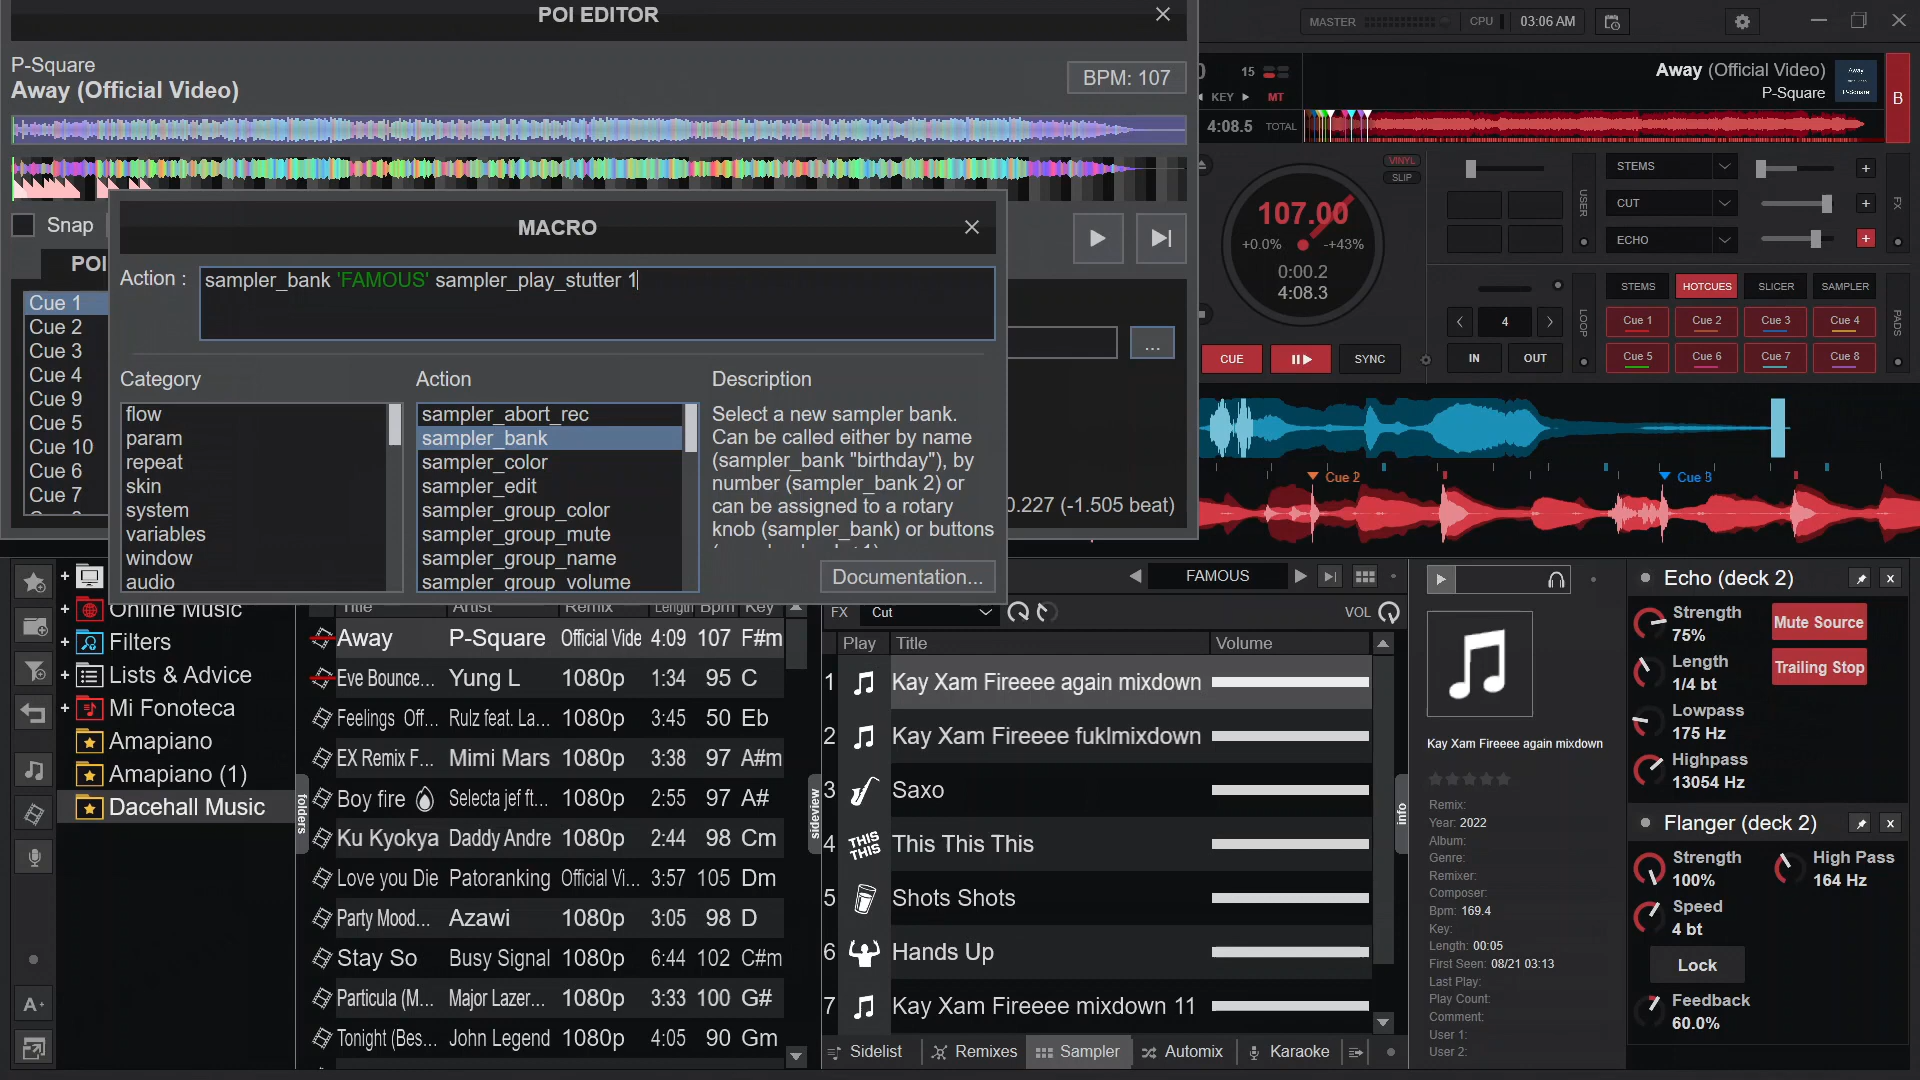 POI EDITOR
MASTER
CPU
03:06 AM
P-Square
Away (Official Video)
BPM: 107
15
KEY
MT
4:08.5
TOTAL
Away (Official Video)
P-Square
B
Snap
POI
Cue 1
Cue 2
Cue 3
Cue 4
Cue 9
Cue 5
Cue 10
Cue 6
Cue 7
MACRO
Action :
sampler_bank 'FAMOUS' sampler_play_stutter 1
Category
flow
param
repeat
skin
system
variables
window
audio
Action
sampler_abort_rec
sampler_bank
sampler_color
sampler_edit
sampler_group_color
sampler_group_mute
sampler_group_name
sampler_group_volume
Description
Select a new sampler bank.
Can be called either by name
(sampler_bank "birthday"), by
number (sampler_bank 2) or
can be assigned to a rotary
knob (sampler_bank) or buttons
Documentation...
...
0.227 (-1.505 beat)
VINYL
SLIP
107.00
+0.0%
-+43%
0:00.2
4:08.3
CUE
SYNC
USER
STEMS
CUT
ECHO
FX
STEMS
HOTCUES
SLICER
SAMPLER
4
IN
OUT
LOOP
Cue 1
Cue 2
Cue 3
Cue 4
Cue 5
Cue 6
Cue 7
Cue 8
PADS
Cue 2
Cue 3
Online Music
Filters
Lists & Advice
Mi Fonoteca
Amapiano
Amapiano (1)
Dacehall Music
folders
A+
Title Artist Remix Length Bpm Key
Away P-Square Official Vide 4:09 107 F#m
Eve Bounce... Yung L 1080p 1:34 95 C
Feelings Off... Rulz feat. La... 1080p 3:45 50 Eb
EX Remix F... Mimi Mars 1080p 3:38 97 A#m
Boy fire Selecta jef ft... 1080p 2:55 97 A#
Ku Kyokya Daddy Andre 1080p 2:44 98 Cm
Love you Die Patoranking Official Vi... 3:57 105 Dm
Party Mood... Azawi 1080p 3:05 98 D
Stay So Busy Signal 1080p 6:44 102 C#m
Particula (M... Major Lazer... 1080p 3:33 100 G#
Tonight (Bes... John Legend 1080p 4:05 90 Gm
sideview
FAMOUS
FX Cut
VOL
Play Title Volume
1 Kay Xam Fireeee again mixdown
2 Kay Xam Fireeee fuklmixdown
3 Saxo
4 THIS THIS This This This
5 Shots Shots
6 Hands Up
7 Kay Xam Fireeee mixdown 11
Sidelist
Remixes
Sampler
Automix
Karaoke
info
Kay Xam Fireeee again mixdown
Remix:
Year: 2022
Album:
Genre:
Remixer:
Composer:
Bpm: 169.4
Key:
Length: 00:05
First Seen: 08/21 03:13
Last Play:
Play Count:
Comment:
User 1:
User 2:
Echo (deck 2)
Strength
75%
Mute Source
Length
1/4 bt
Trailing Stop
Lowpass
175 Hz
Highpass
13054 Hz
Flanger (deck 2)
Strength
100%
High Pass
164 Hz
Speed
4 bt
Lock
Feedback
60.0%